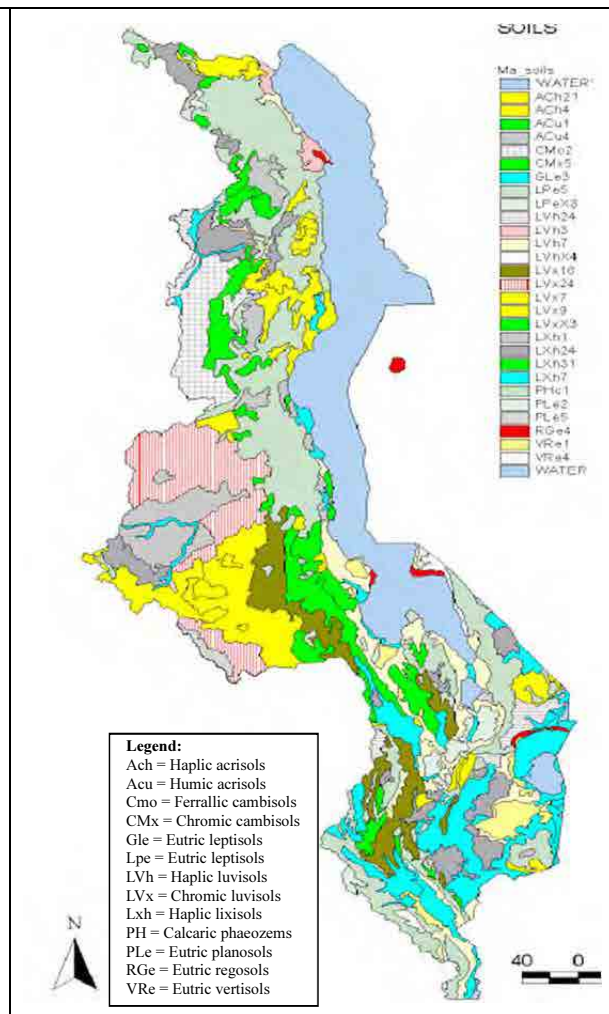 SOILS
Ma_soils
'WATER'
ACh21
ACh4
ACu1
ACu4
CMo2
CMx5
GLe3
LPe5
LPeX3
LVh24
LVh3
LVh7
LVhX4
LVx16
LVx24
LVx7
LVx9
LVxX3
LXh1
LXh24
LXh31
LXh7
PHc1
PLe2
PLe5
RGe4
VRe1
VRe4
WATER
Legend:
Ach = Haplic acrisols
Acu = Humic acrisols
Cmo = Ferrallic cambisols
CMx = Chromic cambisols
Gle = Eutric leptisols
Lpe = Eutric leptisols
LVh = Haplic luvisols
LVx = Chromic luvisols
Lxh = Haplic lixisols
PH = Calcaric phaeozems
PLe = Eutric planosols
RGe = Eutric regosols
VRe = Eutric vertisols
N
40 0